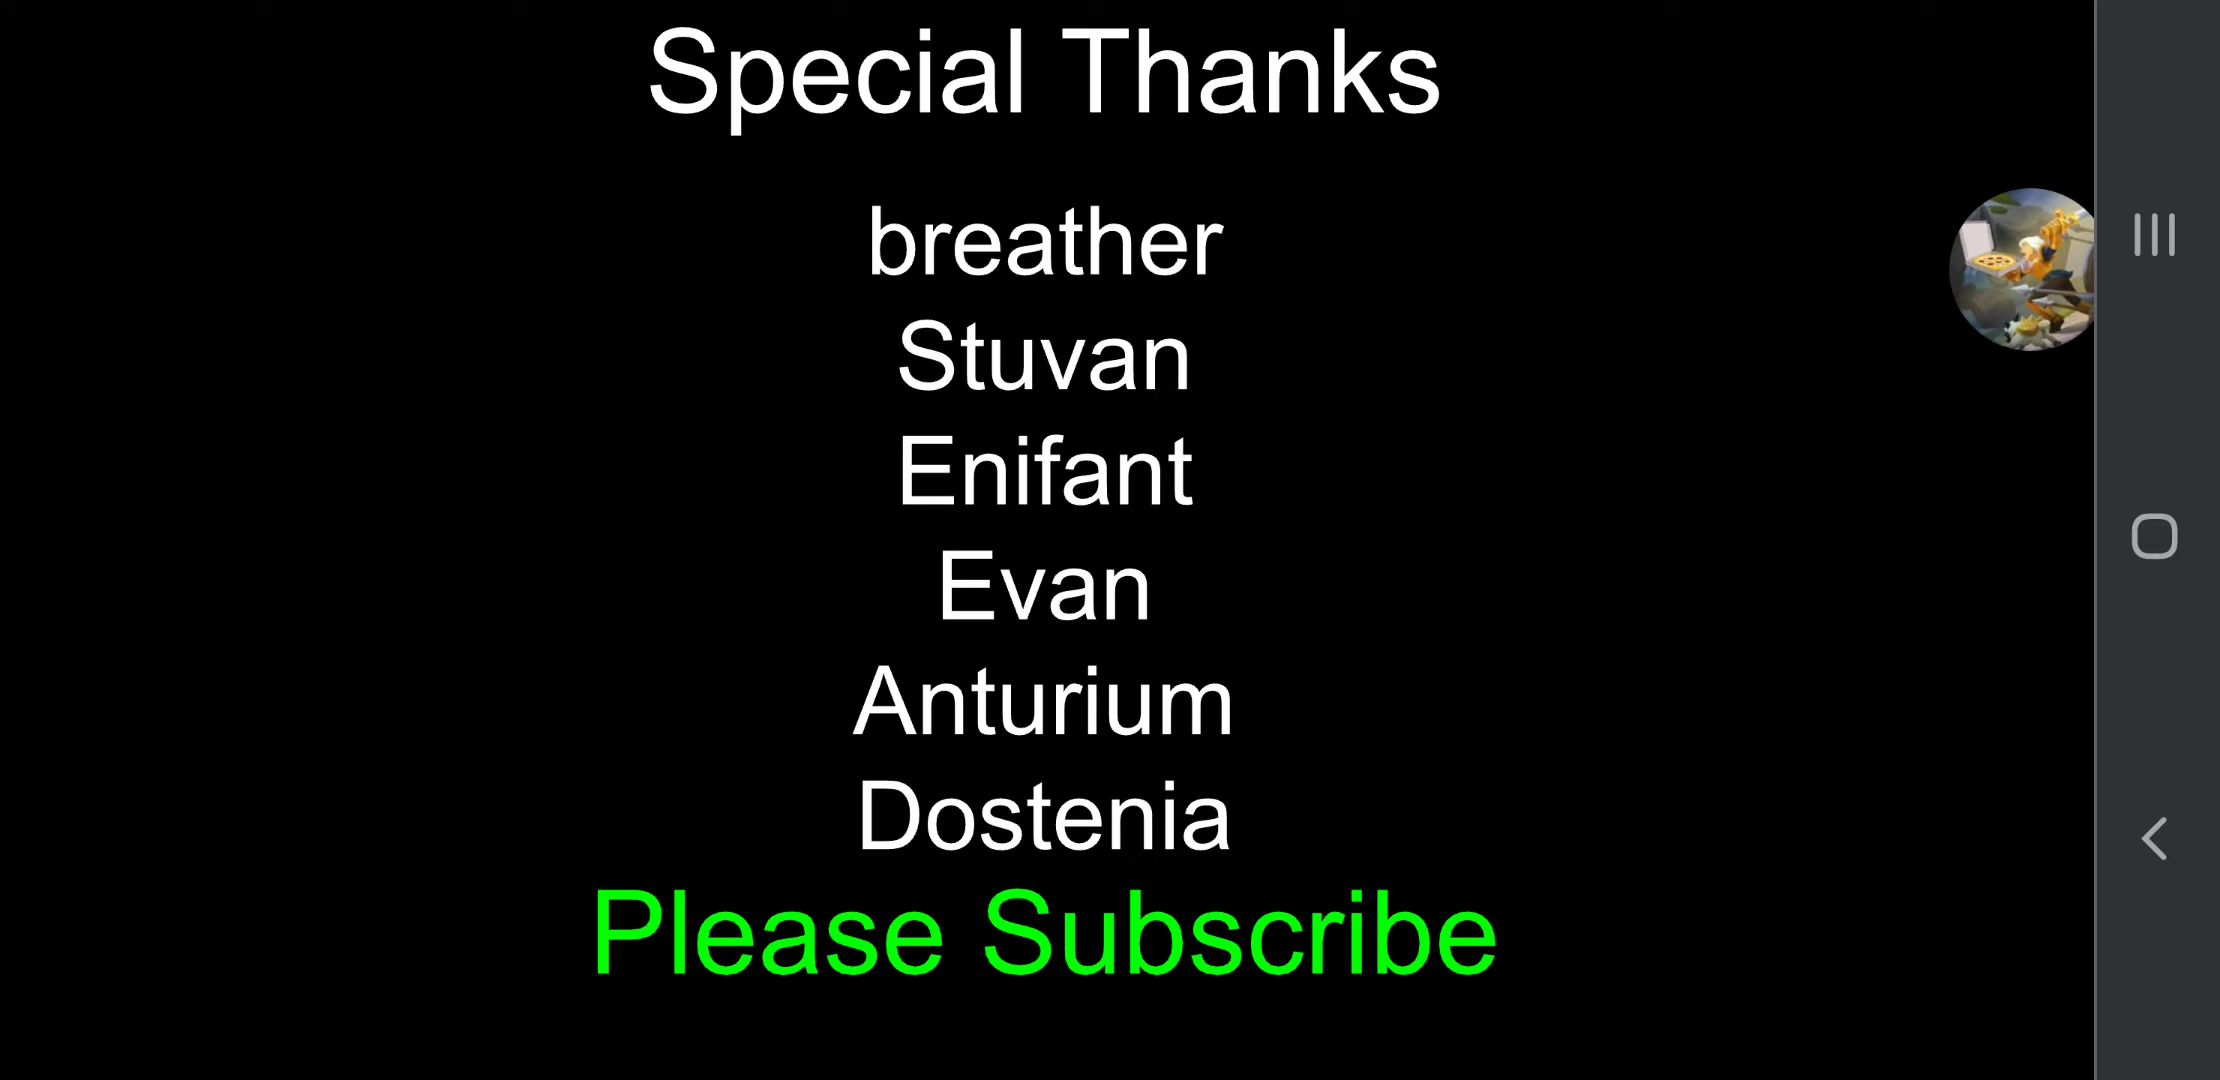 Special Thanks
breather
Stuvan
Enifant
Evan
Anturium
Dostenia
Please Subscribe